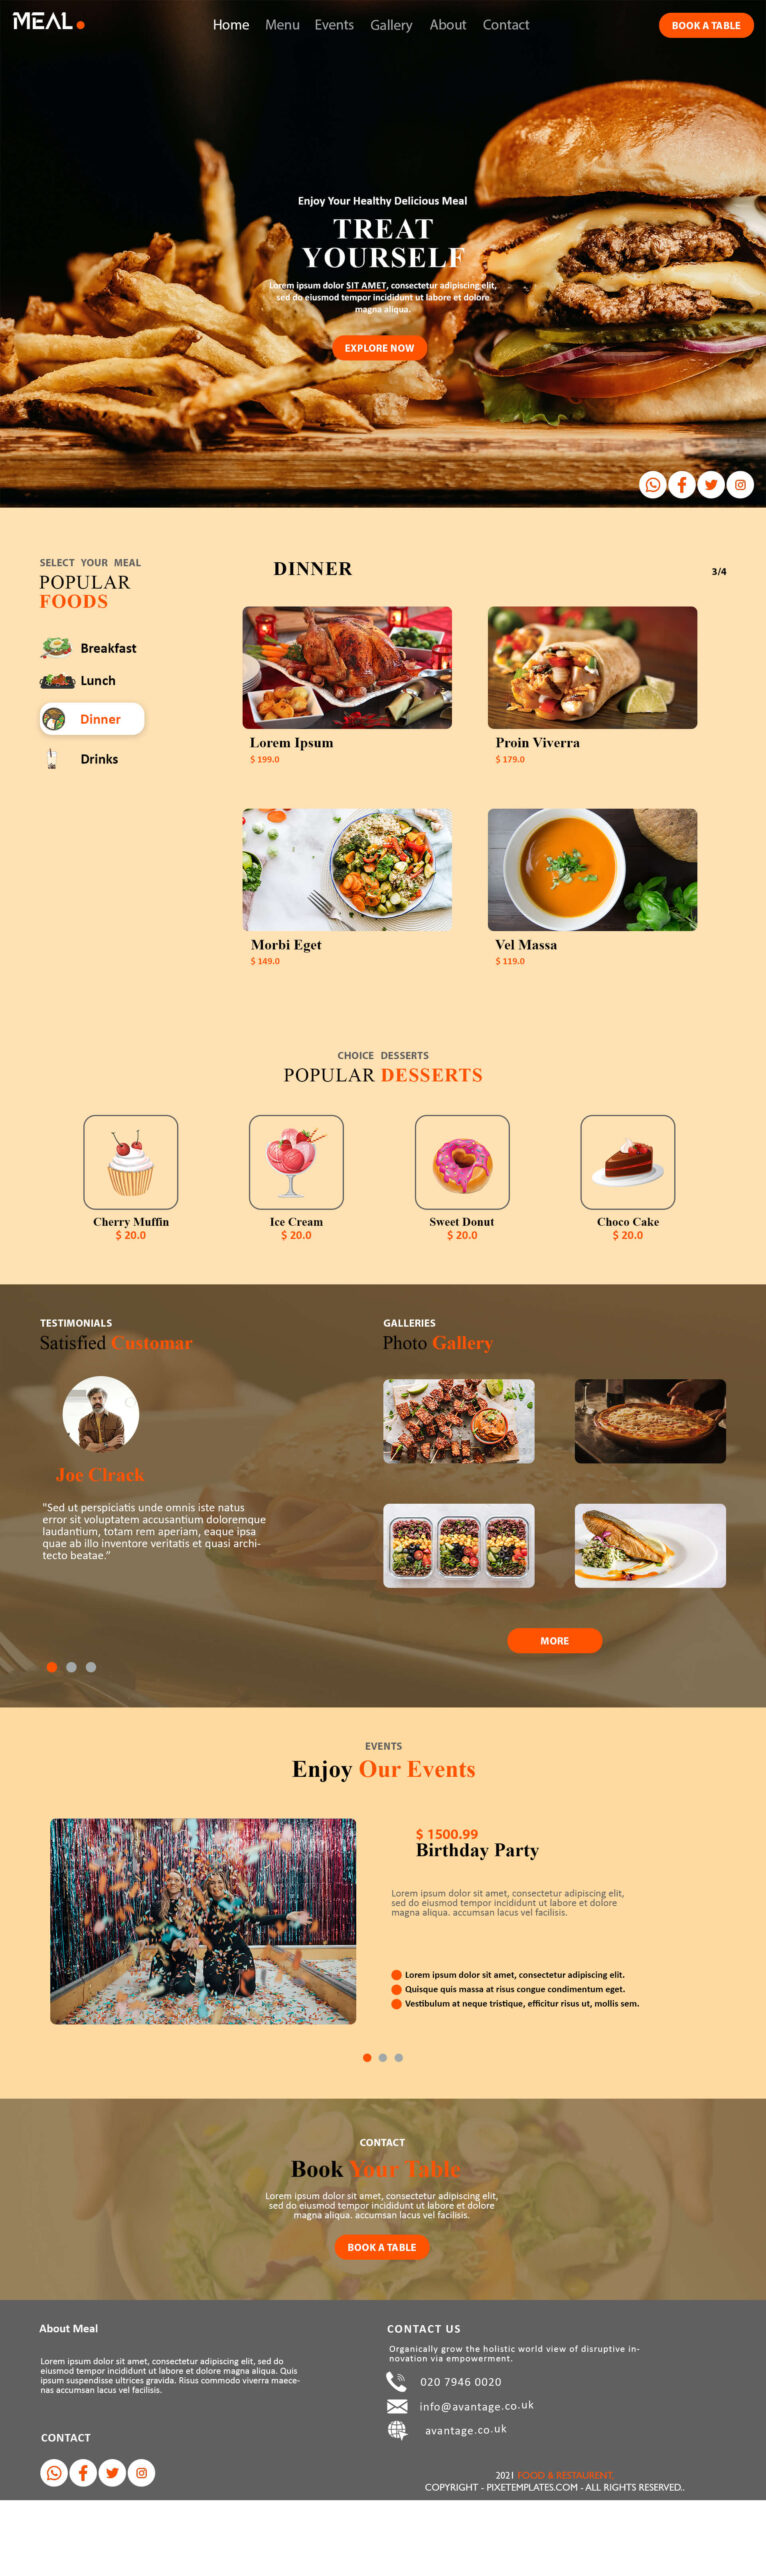 MEAL.
Home Menu Events Gallery About Contact
BOOK A TABLE
Enjoy Your Healthy Delicious Meal
TREAT
YOURSELF
Lorem ipsum dolor SIT AMET, consectetur adipiscing elit,
sed do eiusmod tempor incididunt ut labore et dolore
magna aliqua.
EXPLORE NOW
SELECT YOUR MEAL
POPULAR
FOODS
Breakfast
Lunch
Dinner
Drinks
DINNER
3/4
Lorem Ipsum
$ 199.0
Proin Viverra
$ 179.0
Morbi Eget
$ 149.0
Vel Massa
$ 119.0
CHOICE DESSERTS
POPULAR DESSERTS
Cherry Muffin
$ 20.0
Ice Cream
$ 20.0
Sweet Donut
$ 20.0
Choco Cake
$ 20.0
TESTIMONIALS
Satisfied Customar
Joe Clrack
"Sed ut perspiciatis unde omnis iste natus
error sit voluptatem accusantium doloremque
laudantium, totam rem aperiam, eaque ipsa
quae ab illo inventore veritatis et quasi archi-
tecto beatae."
GALLERIES
Photo Gallery
MORE
EVENTS
Enjoy Our Events
$ 1500.99
Birthday Party
Lorem ipsum dolor sit amet, consectetur adipiscing elit,
sed do eiusmod tempor incididunt ut labore et dolore
magna aliqua. accumsan lacus vel facilisis.
Lorem ipsum dolor sit amet, consectetur adipiscing elit.
Quisque quis massa at risus congue condimentum eget.
Vestibulum at neque tristique, efficitur risus ut, mollis sem.
CONTACT
Book Your Table
Lorem ipsum dolor sit amet, consectetur adipiscing elit,
sed do eiusmod tempor incididunt ut labore et dolore
magna aliqua. accumsan lacus vel facilisis.
BOOK A TABLE
About Meal
Lorem ipsum dolor sit amet, consectetur adipiscing elit, sed do
eiusmod tempor incididunt ut labore et dolore magna aliqua. Quis
ipsum suspendisse ultrices gravida. Risus commodo viverra maece-
nas accumsan lacus vel facilisis.
CONTACT
CONTACT US
Organically grow the holistic world view of disruptive in-
novation via empowerment.
020 7946 0020
info@avantage.co.uk
avantage.co.uk
2021 FOOD & RESTAURENT.
COPYRIGHT - PIXETEMPLATES.COM - ALL RIGHTS RESERVED..